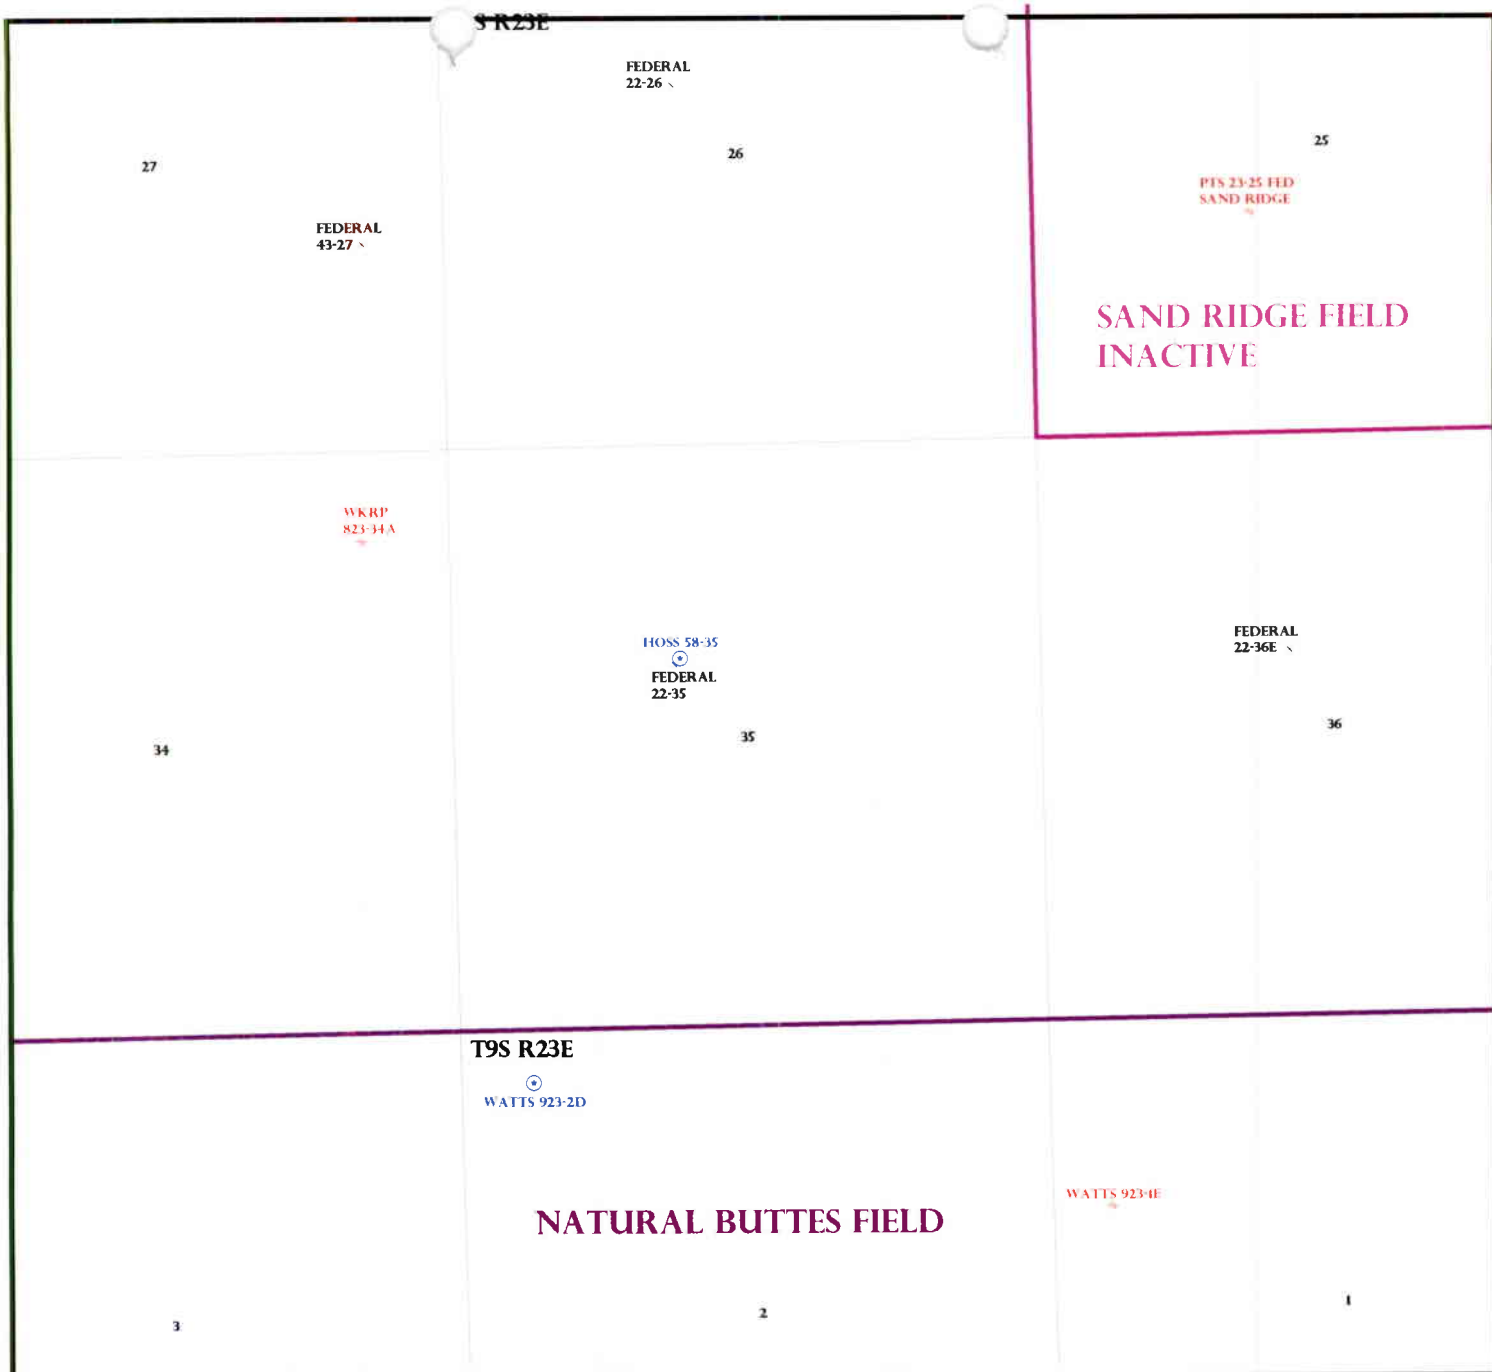 S R23E
FEDERAL
22-26
27
26
25
PTS 23-25 FED
SAND RIDGE
FEDERAL
43-27
SAND RIDGE FIELD
INACTIVE
WKRP
823-34A
HOSS 58-35
FEDERAL
22-35
FEDERAL
22-36E
34
35
36
T9S R23E
WATTS 923-2D
WATTS 923-1E
NATURAL BUTTES FIELD
3
2
1